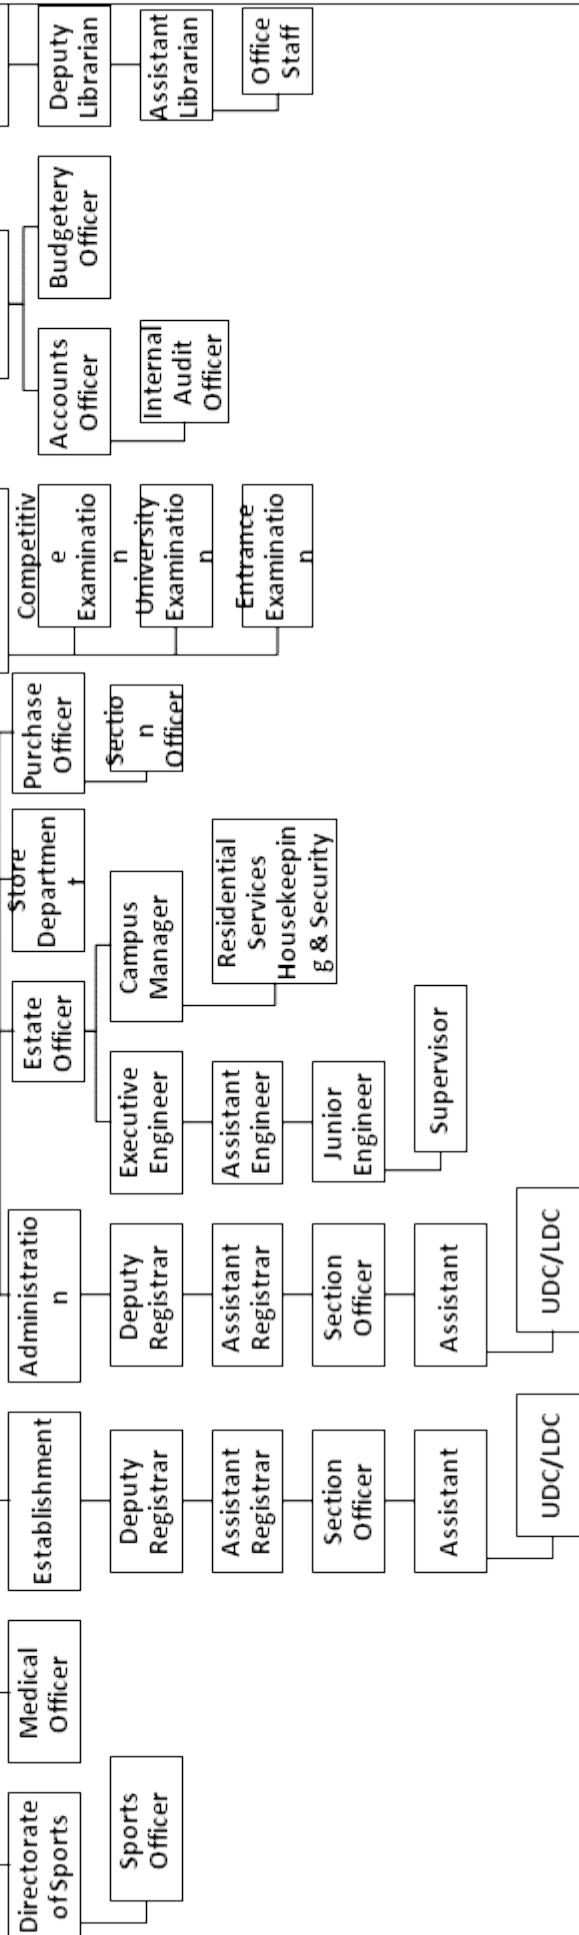 Directorate
of Sports
Sports
Officer
Medical
Officer
Establishment
Deputy
Registrar
Assistant
Registrar
Section
Officer
Assistant
UDC/LDC
Administratio
n
Deputy
Registrar
Assistant
Registrar
Section
Officer
Assistant
UDC/LDC
Estate
Officer
Executive
Engineer
Assistant
Engineer
Junior
Engineer
Supervisor
Campus
Manager
Residential
Services
Housekeepin
g & Security
Store
Departmen
t
Purchase
Officer
Sectio
n
Officer
Competitiv
e
Examinatio
n
University
Examinatio
n
Entrance
Examinatio
n
Accounts
Officer
Internal
Audit
Officer
Budgetery
Officer
Deputy
Librarian
Assistant
Librarian
Office
Staff